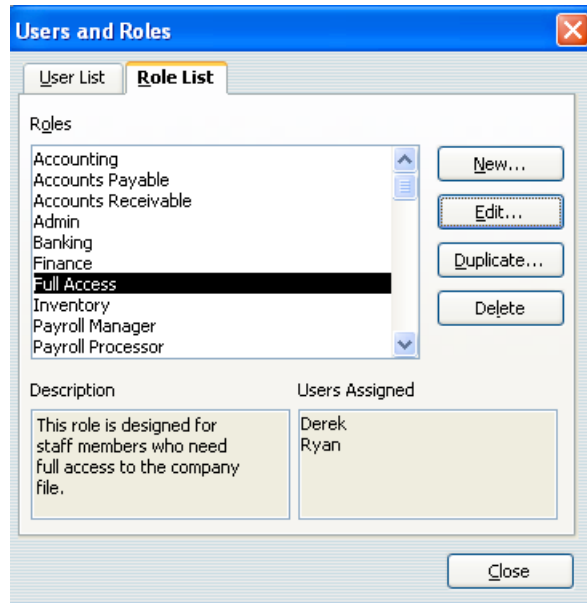 Users and Roles
User List
Role List
Roles
Accounting
Accounts Payable
Accounts Receivable
Admin
Banking
Finance
Full Access
Inventory
Payroll Manager
Payroll Processor
New...
Edit...
Duplicate...
Delete
Description
This role is designed for
staff members who need
full access to the company
file.
Users Assigned
Derek
Ryan
Close